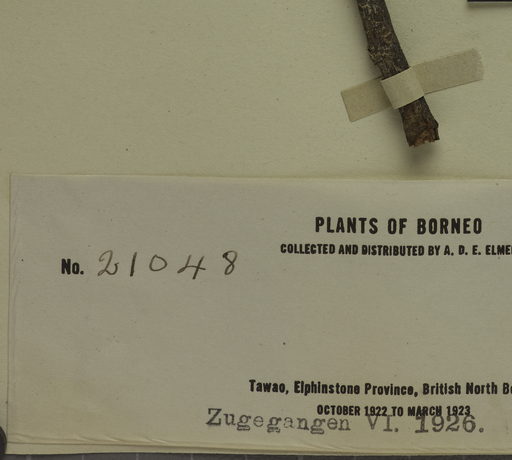 PLANTS OF BORNEO
COLLECTED AND DISTRIBUTED BY A. D. E. ELME
No. 21048
Tawao, Elphinstone Province, British North B
OCTOBER 1922 TO MARCH 1923
Zugegangen VI. 1926.